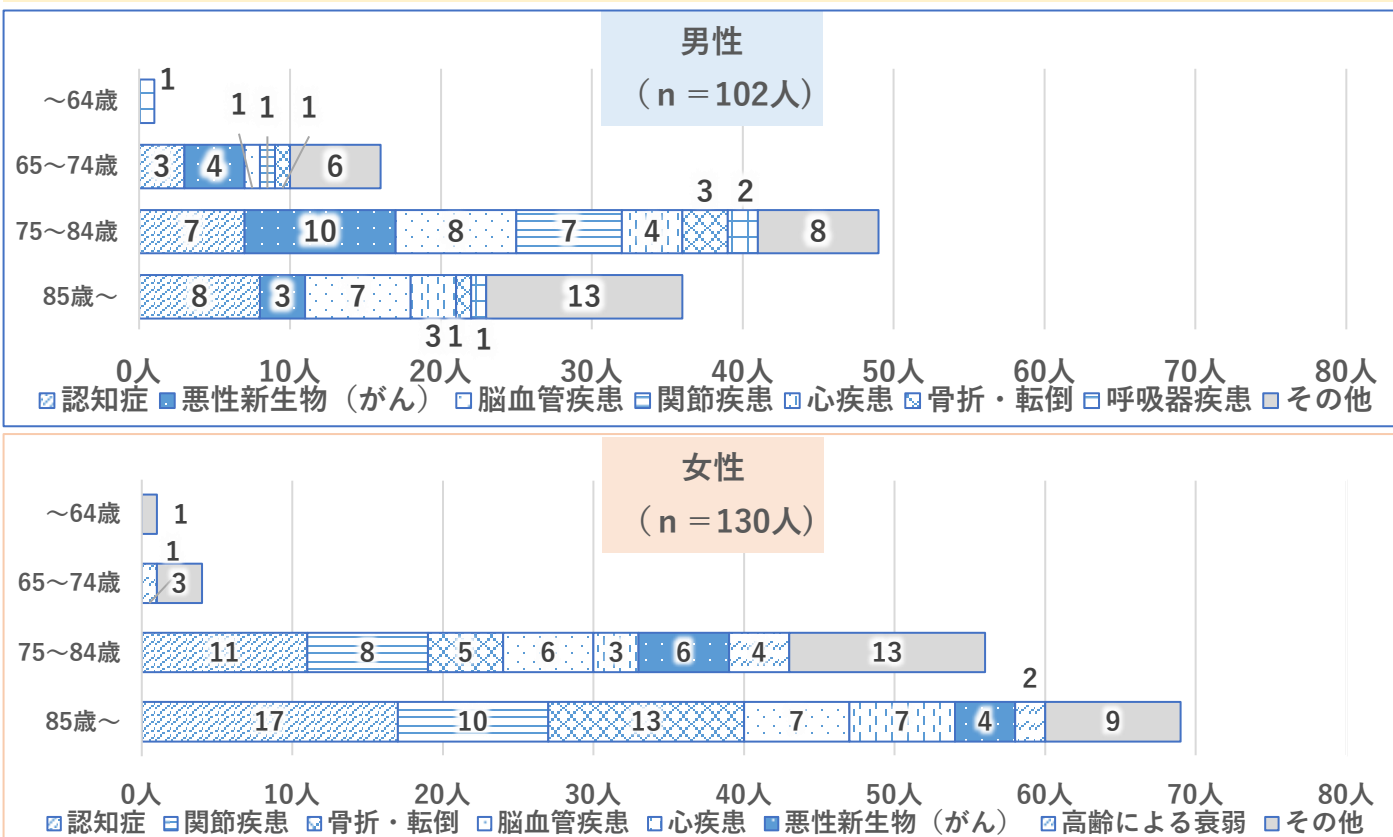 男性
（ｎ＝102人）
～64歳
1
1 1 1
65～74歳
3 4 6
3 2
75～84歳
7 10 8 7 4 8
85歳～
8 3 7 13
3 1 1
0人 10人 20人 30人 40人 50人 60人 70人 80人
認知症 悪性新生物（がん） 脳血管疾患 関節疾患 心疾患 骨折・転倒 呼吸器疾患 その他
女性
（ｎ＝130人）
～64歳
1
1
65～74歳
3
75～84歳
11 8 5 6 3 6 4 13
2
85歳～
17 10 13 7 7 4 9
0人 10人 20人 30人 40人 50人 60人 70人 80人
認知症 関節疾患 骨折・転倒 脳血管疾患 心疾患 悪性新生物（がん） 高齢による衰弱 その他